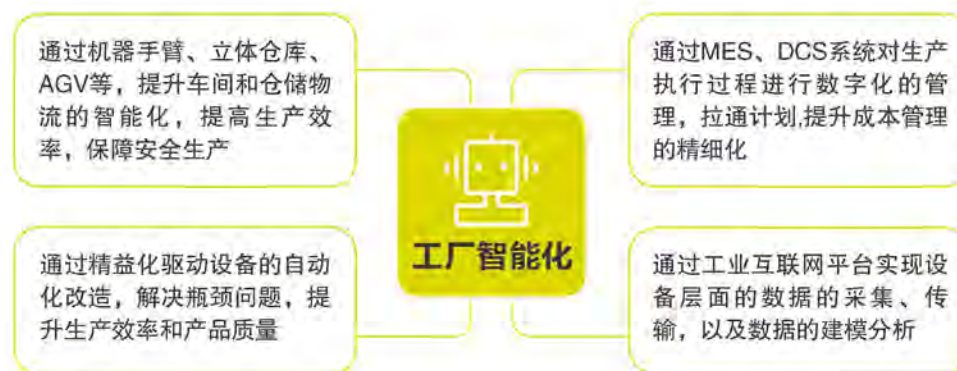 通过机器手臂、立体仓库、
AGV等，提升车间和仓储物
流的智能化，提高生产效
率，保障安全生产
通过MES、DCS系统对生产
执行过程进行数字化的管
理，拉通计划,提升成本管理
的精细化
工厂智能化
通过精益化驱动设备的自动
化改造，解决瓶颈问题，提
升生产效率和产品质量
通过工业互联网平台实现设
备层面的数据的采集、传
输，以及数据的建模分析